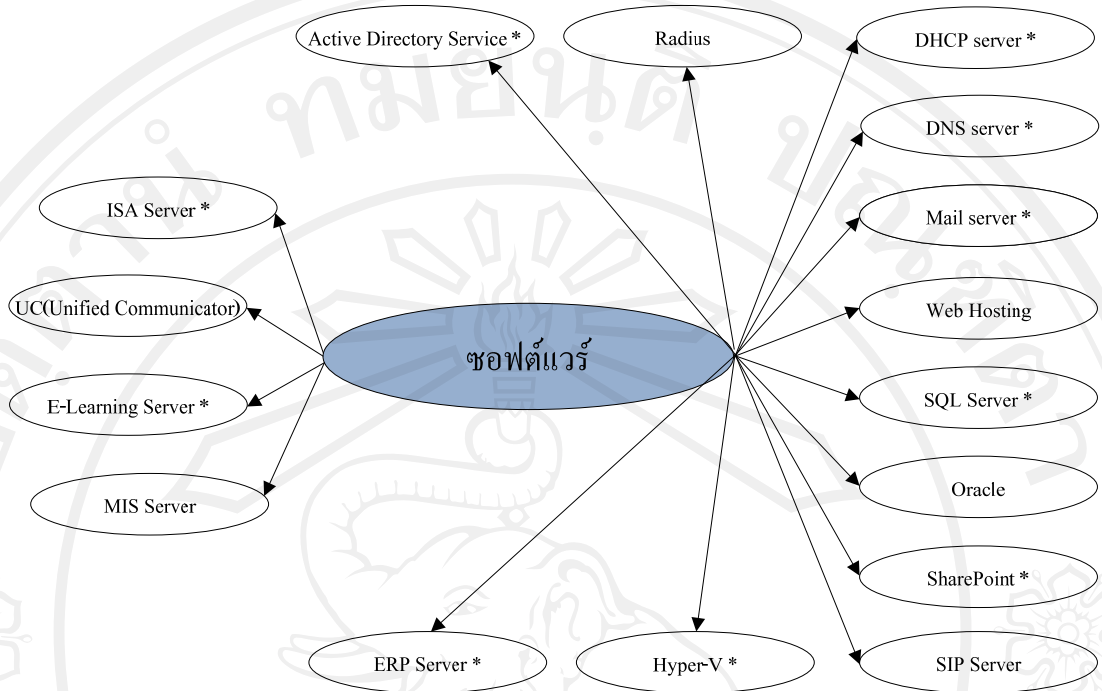 Active Directory Service *
Radius
DHCP server *
DNS server *
ISA Server *
Mail server *
UC(Unified Communicator)
Web Hosting
ซอฟต์แวร์
E-Learning Server *
SQL Server *
MIS Server
Oracle
SharePoint *
ERP Server *
Hyper-V *
SIP Server